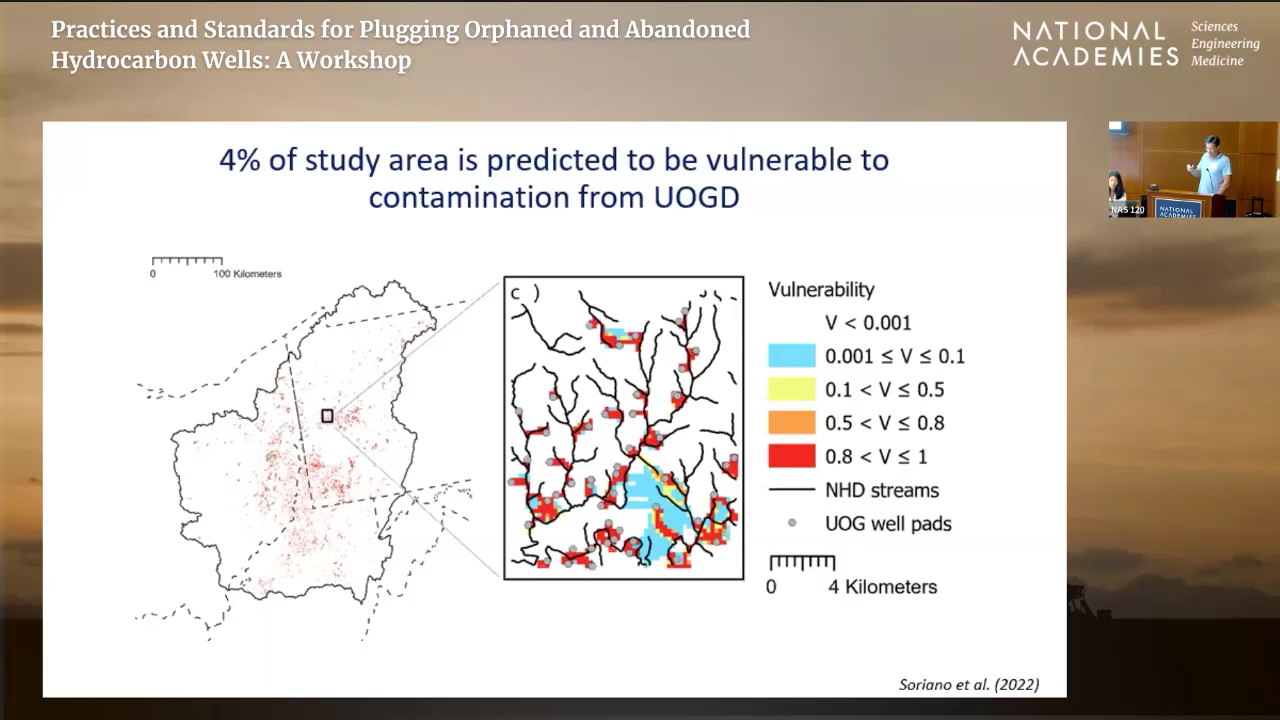 Practices and Standards for Plugging Orphaned and Abandoned
Hydrocarbon Wells: A Workshop
NATIONAL
ACADEMIES
Sciences
Engineering
Medicine
4% of study area is predicted to be vulnerable to
contamination from UOGD
0 100 Kilometers
c )
Vulnerability
V < 0.001
0.001 ≤ V ≤ 0.1
0.1 < V ≤ 0.5
0.5 < V ≤ 0.8
0.8 < V ≤ 1
NHD streams
UOG well pads
0 4 Kilometers
Soriano et al. (2022)
NAS 120
NATIONAL
ACADEMIES